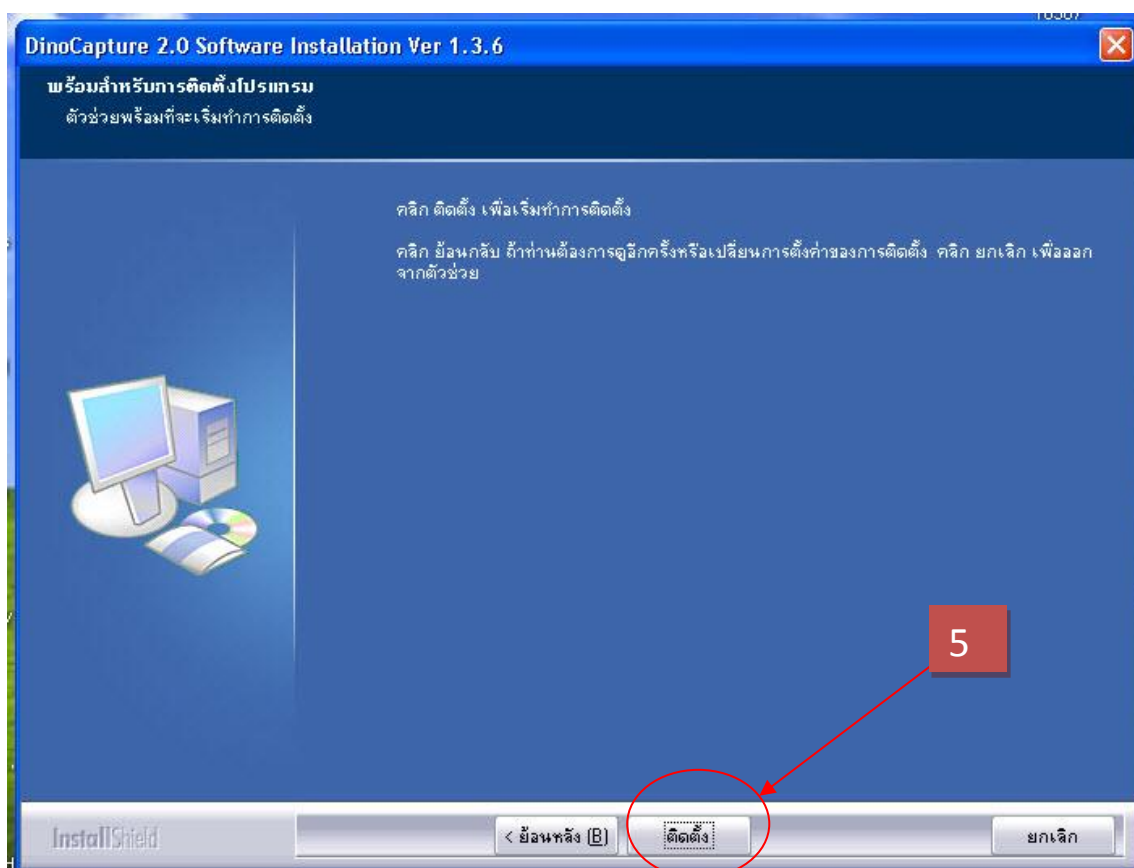 DinoCapture 2.0 Software Installation Ver 1.3.6
พร้อมสำหรับการติดตั้งโปรแกรม
ตัวช่วยพร้อมที่จะเริ่มทำการติดตั้ง
คลิก ติดตั้ง เพื่อเริ่มทำการติดตั้ง
คลิก ย้อนกลับ ถ้าท่านต้องการดูอีกครั้งหรือเปลี่ยนการตั้งค่าของการติดตั้ง คลิก ยกเลิก เพื่อออก
จากตัวช่วย
5
InstallShield
< ย้อนหลัง (B)
ติดตั้ง
ยกเลิก